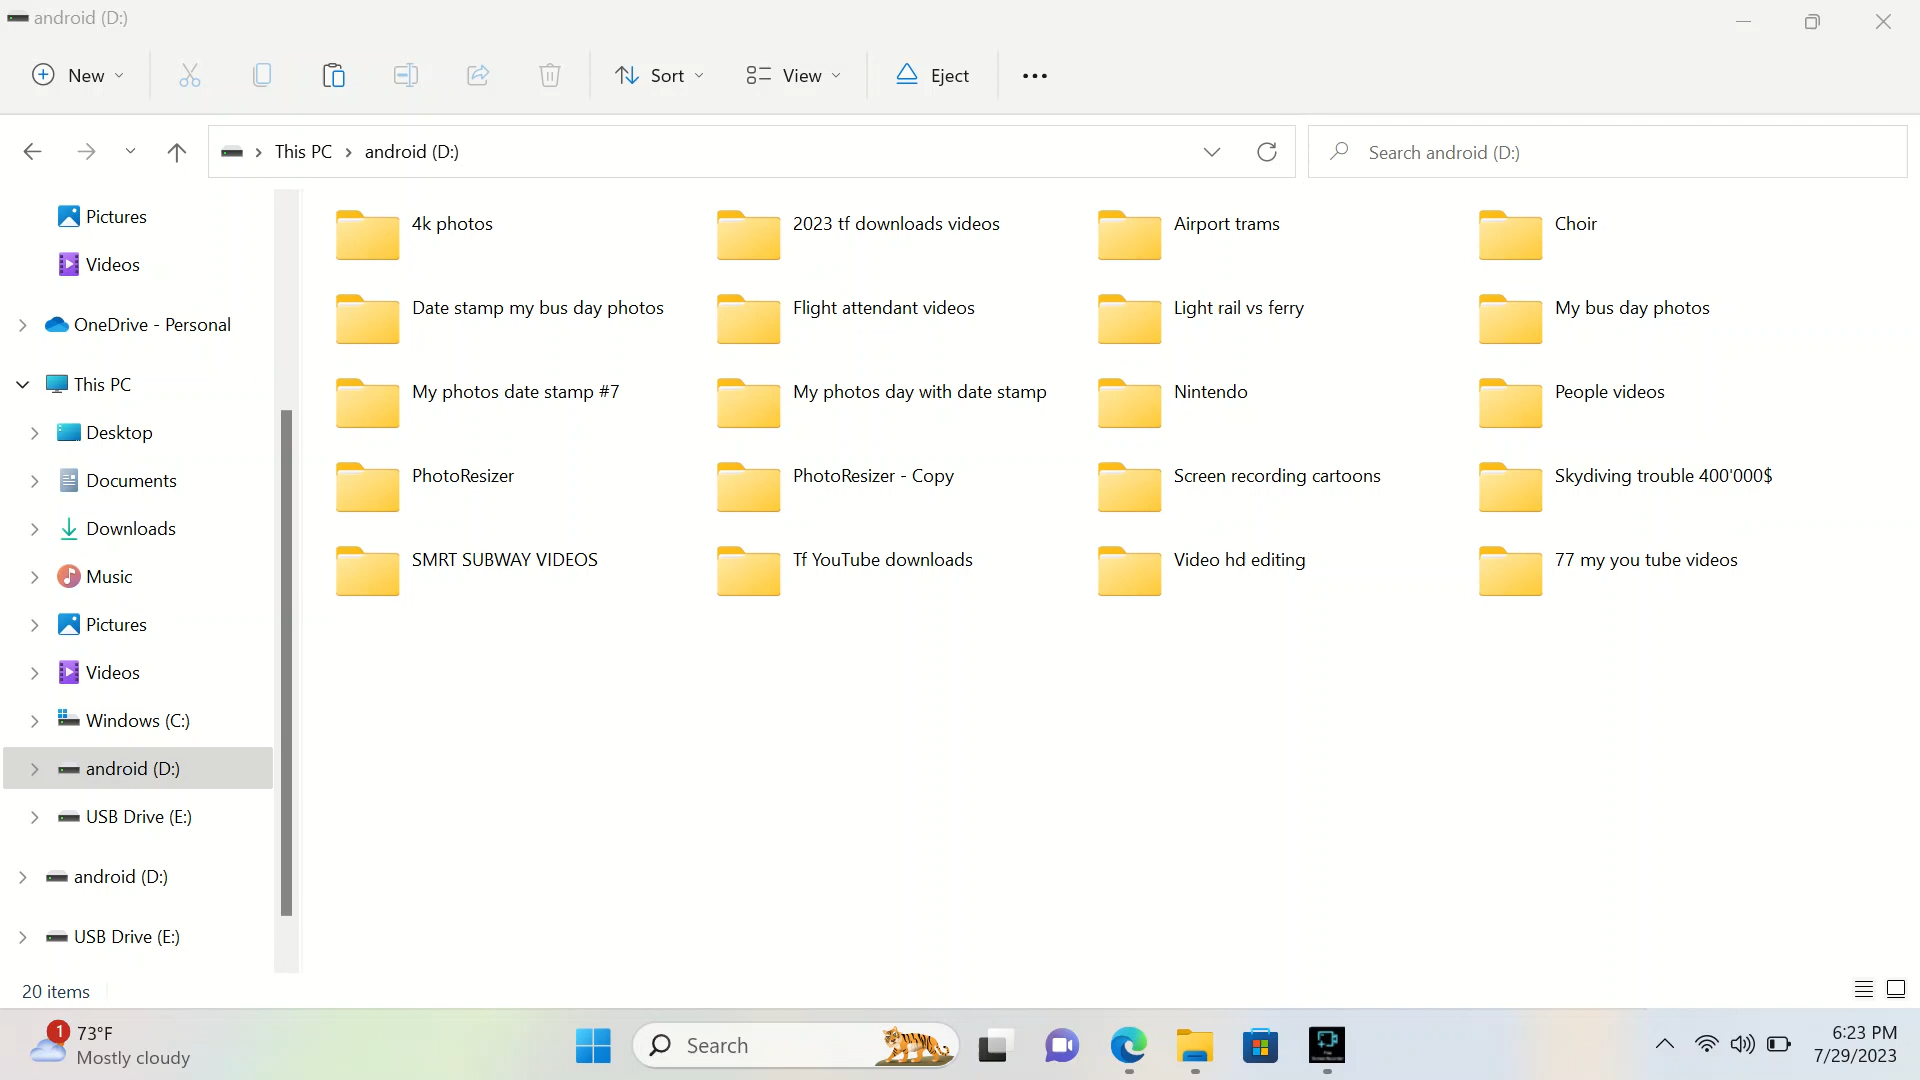 android (D:)
New
Sort
View
Eject
This PC
android (D:)
Search android (D:)
Pictures
Videos
OneDrive - Personal
This PC
Desktop
Documents
Downloads
Music
Pictures
Videos
Windows (C:)
android (D:)
USB Drive (E:)
android (D:)
USB Drive (E:)
4k photos
2023 tf downloads videos
Airport trams
Choir
Date stamp my bus day photos
Flight attendant videos
Light rail vs ferry
My bus day photos
My photos date stamp #7
My photos day with date stamp
Nintendo
People videos
PhotoResizer
PhotoResizer - Copy
Screen recording cartoons
Skydiving trouble 400'000$
SMRT SUBWAY VIDEOS
Tf YouTube downloads
Video hd editing
77 my you tube videos
20 items
1
73°F
Mostly cloudy
Search
6:23 PM
7/29/2023